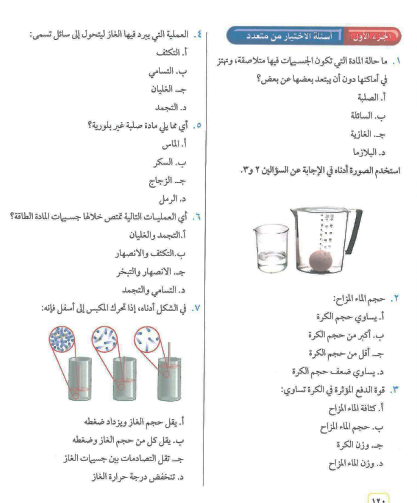 الجزء الأول أسئلة الاختيار من متعدد
١. ما حالة المادة التي تكون الجسيمات فيها متلاصقة، وتهتز
في أماكنها دون أن يبتعد بعضها عن بعض؟
أ. الصلبة
ب. السائلة
جـ. الغازية
د. البلازما
استخدم الصورة أدناه في الإجابة عن السؤالين ٢ و٣.
٢. حجم الماء المزاح:
أ. يساوي حجم الكرة
ب. أكبر من حجم الكرة
جـ. أقل من حجم الكرة
د. يساوي ضعف حجم الكرة
٣. قوة الدفع المؤثرة في الكرة تساوي:
أ. كثافة الماء المزاح
ب. حجم الماء المزاح
جـ. وزن الكرة
د. وزن الماء المزاح
٤. العملية التي يبرد فيها الغاز ليتحول إلى سائل تسمى:
أ. التكثف
ب. التسامي
جـ. الغليان
د. التجمد
٥. أي مما يلي مادة صلبة غير بلورية؟
أ. الماس
ب. السكر
جـ. الزجاج
د. الرمل
٦. أي العمليات التالية تمتص خلالها جسيمات المادة الطاقة؟
أ. التجمد والغليان
ب. التكثف والانصهار
جـ. الانصهار والتبخر
د. التسامي والتجمد
٧. في الشكل أدناه، إذا تحرك المكبس إلى أسفل فإنه:
أ. يقل حجم الغاز ويزداد ضغطه
ب. يقل كل من حجم الغاز وضغطه
جـ. تقل التصادمات بين جسيمات الغاز
د. تنخفض درجة حرارة الغاز
١٢٠